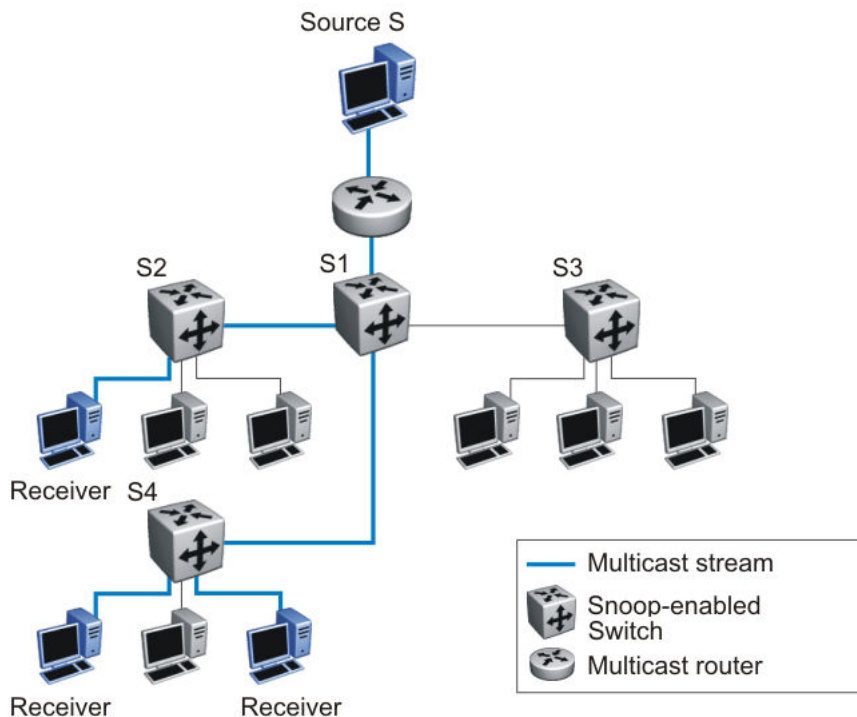 Source S
S2
S1
S3
Receiver
S4
Receiver
Receiver
Multicast stream
Snoop-enabled
Switch
Multicast router